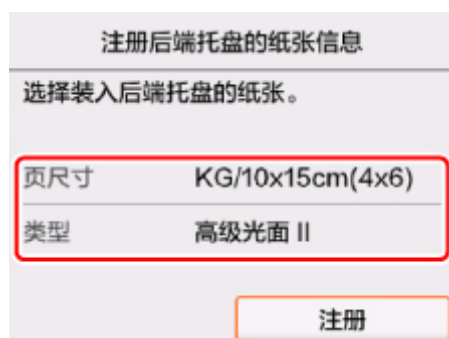 注册后端托盘的纸张信息
选择装入后端托盘的纸张。
页尺寸 KG/10x15cm(4x6)
类型 高级光面 II
注册